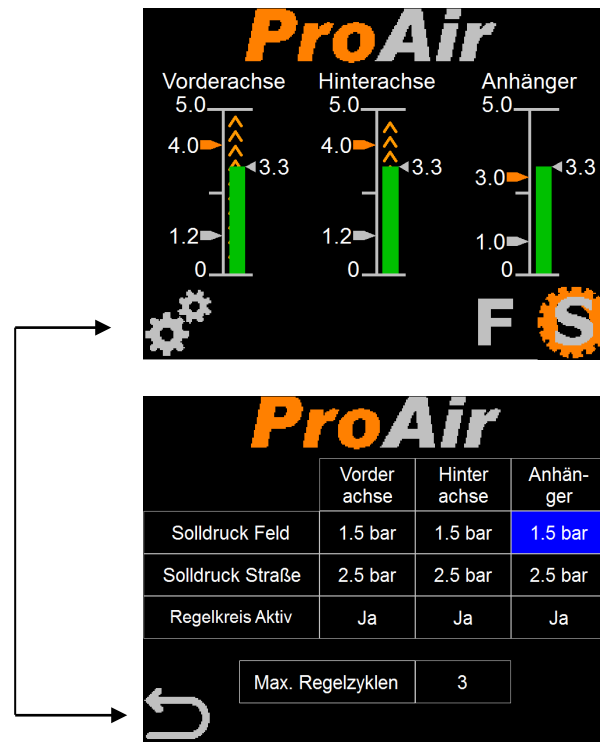 ProAir
Vorderachse Hinterachse Anhänger
5.0 5.0 5.0
4.0 3.3 4.0 3.3 3.0 3.3
1.2 1.2 1.0
0 0 0
F S
ProAir
Vorder achse Hinter achse Anhän- ger
Solldruck Feld 1.5 bar 1.5 bar 1.5 bar
Solldruck Straße 2.5 bar 2.5 bar 2.5 bar
Regelkreis Aktiv Ja Ja Ja
Max. Regelzyklen 3